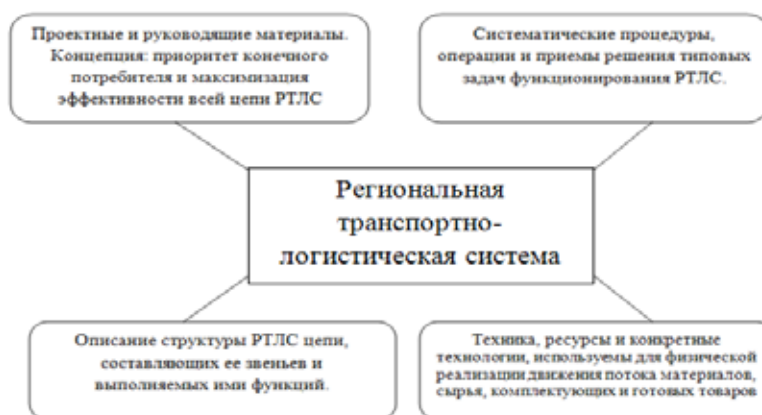 Проектные и руководящие материалы.
Концепция: приоритет конечного
потребителя и максимизация
эффективности всей цепи РТЛС
Систематические процедуры,
операции и приемы решения типовых
задач функционирования РТЛС.
Региональная
транспортно-
логистическая система
Описание структуры РТЛС цепи,
составляющих ее звеньев и
выполняемых ими функций.
Техника, ресурсы и конкретные
технологии, используемы для физической
реализации движения потока материалов,
сырья, комплектующих и готовых товаров